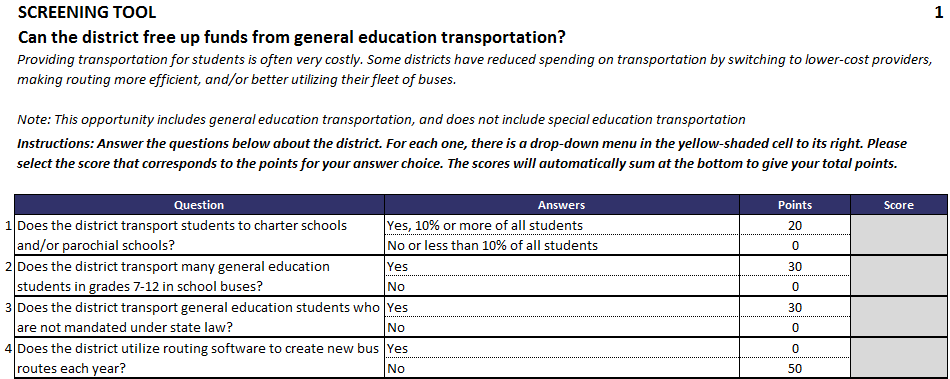 SCREENING TOOL 1
Can the district free up funds from general education transportation?
Providing transportation for students is often very costly. Some districts have reduced spending on transportation by switching to lower-cost providers,
making routing more efficient, and/or better utilizing their fleet of buses.
Note: This opportunity includes general education transportation, and does not include special education transportation
Instructions: Answer the questions below about the district. For each one, there is a drop-down menu in the yellow-shaded cell to its right. Please
select the score that corresponds to the points for your answer choice. The scores will automatically sum at the bottom to give your total points.
Question Answers Points Score
1 Does the district transport students to charter schools Yes, 10% or more of all students 20
and/or parochial schools? No or less than 10% of all students 0
2 Does the district transport many general education Yes 30
students in grades 7-12 in school buses? No 0
3 Does the district transport general education students who Yes 30
are not mandated under state law? No 0
4 Does the district utilize routing software to create new bus Yes 0
routes each year? No 50